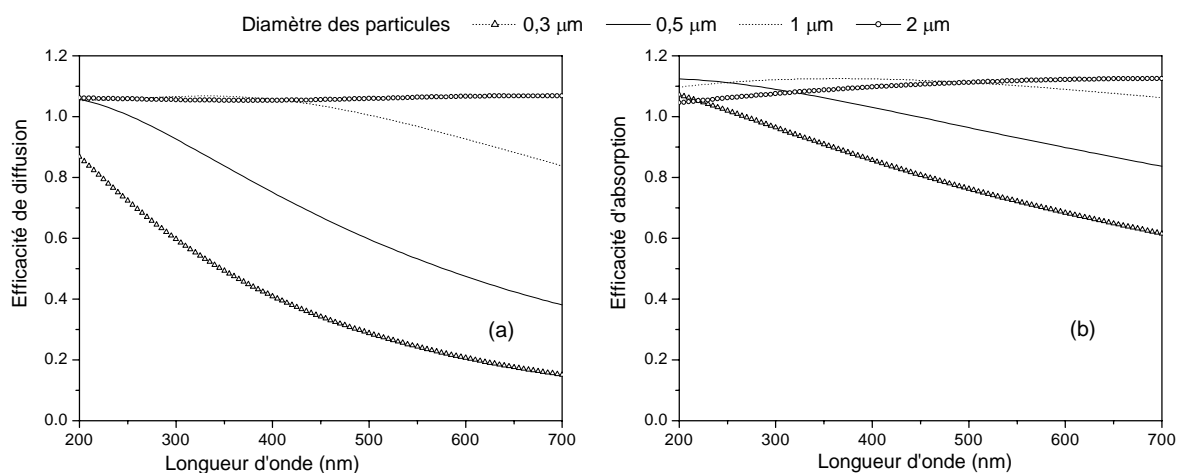 Diamètre des particules 0,3 μm 0,5 μm 1 μm 2 μm
1.2
1.0
0.8
0.6
0.4
0.2
0.0
Efficacité de diffusion
(a)
200 300 400 500 600 700
Longueur d'onde (nm)
1.2
1.0
0.8
0.6
0.4
0.2
0.0
Efficacité d'absorption
(b)
200 300 400 500 600 700
Longueur d'onde (nm)